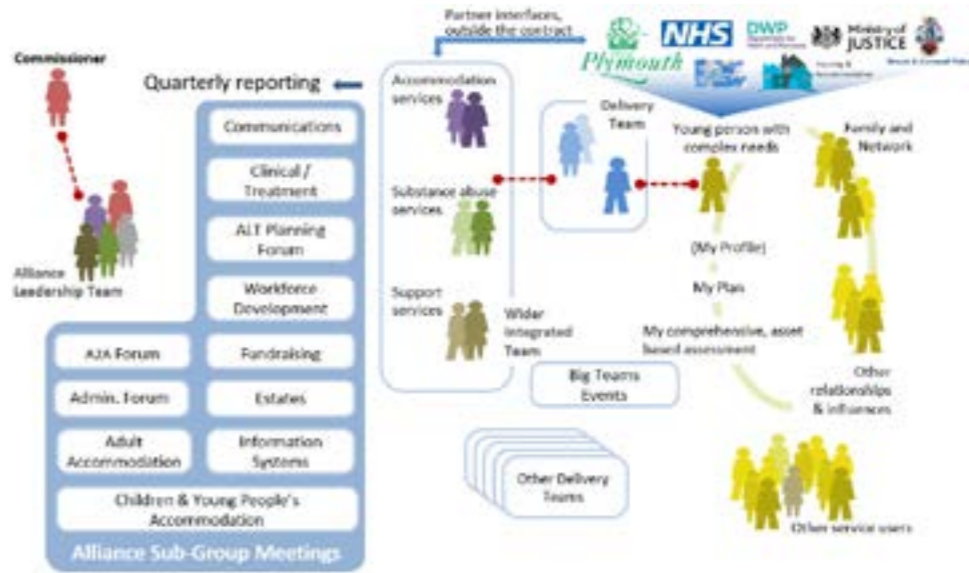 Commissioner
Alliance
Leadership Team
Quarterly reporting
Communications
Clinical /
Treatment
ALT Planning
Forum
Workforce
Development
A2A Forum
Fundraising
Admin. Forum
Estates
Adult
Accommodation
Information
Systems
Children & Young People's
Accommodation
Alliance Sub-Group Meetings
Partner interfaces,
outside the contract
Accommodation
services
Substance abuse
services
Support
services
Wider
Integrated
Team
Delivery
Team
Big Teams
Events
Other Delivery
Teams
Plymouth
NHS
DWP
Ministry of
JUSTICE
Young person with
complex needs
Family and
Network
(My Profile)
My Plan
My comprehensive, asset
based assessment
Other
relationships
& influences
Other service users